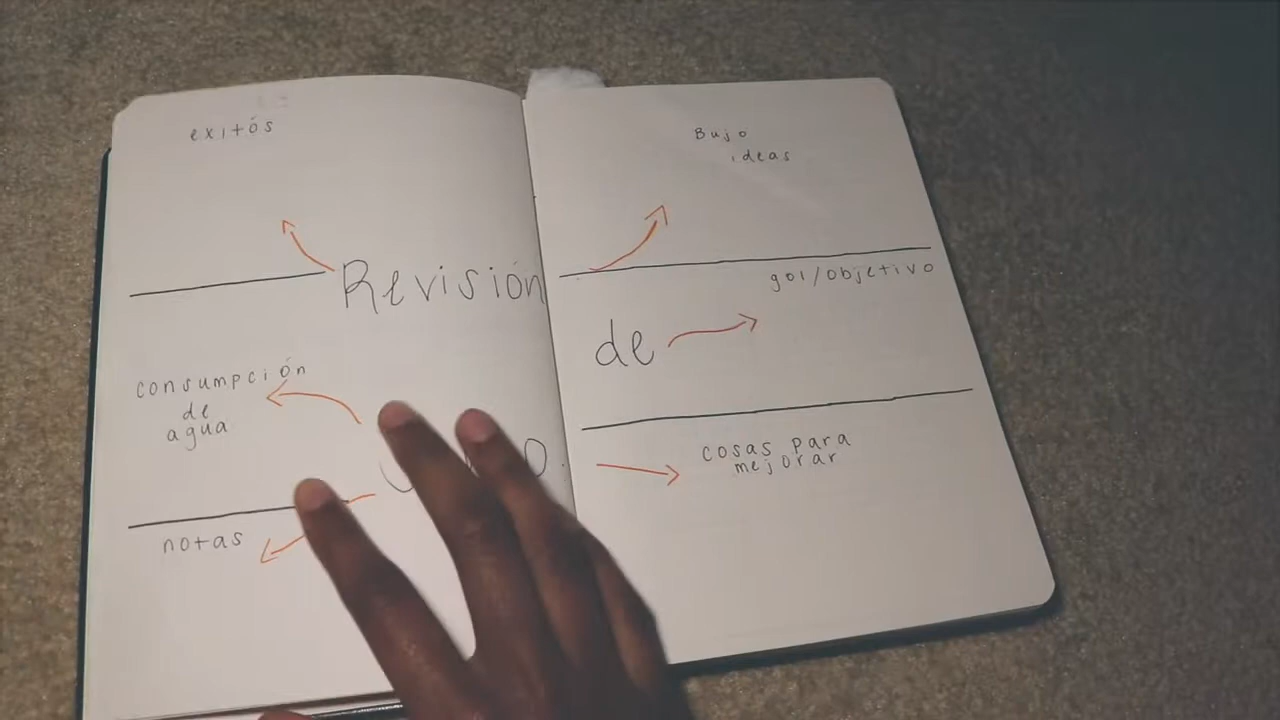 exitós
Revisión
consumpción
de
agua
notas
Bujo
ideas
gol/objetivo
de
cosas para
mejorar